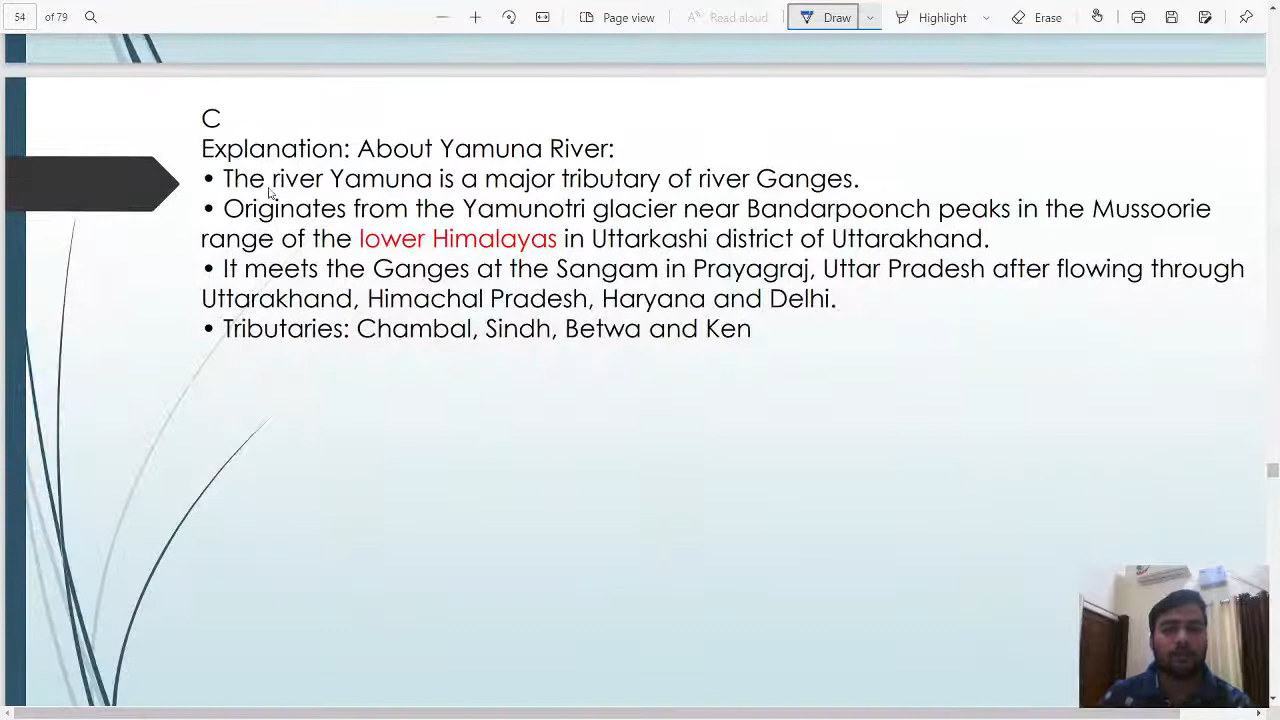 54 of 79 Page view Read aloud Draw Highlight Erase
C
Explanation: About Yamuna River:
• The river Yamuna is a major tributary of river Ganges.
• Originates from the Yamunotri glacier near Bandarpoonch peaks in the Mussoorie
range of the lower Himalayas in Uttarkashi district of Uttarakhand.
• It meets the Ganges at the Sangam in Prayagraj, Uttar Pradesh after flowing through
Uttarakhand, Himachal Pradesh, Haryana and Delhi.
• Tributaries: Chambal, Sindh, Betwa and Ken